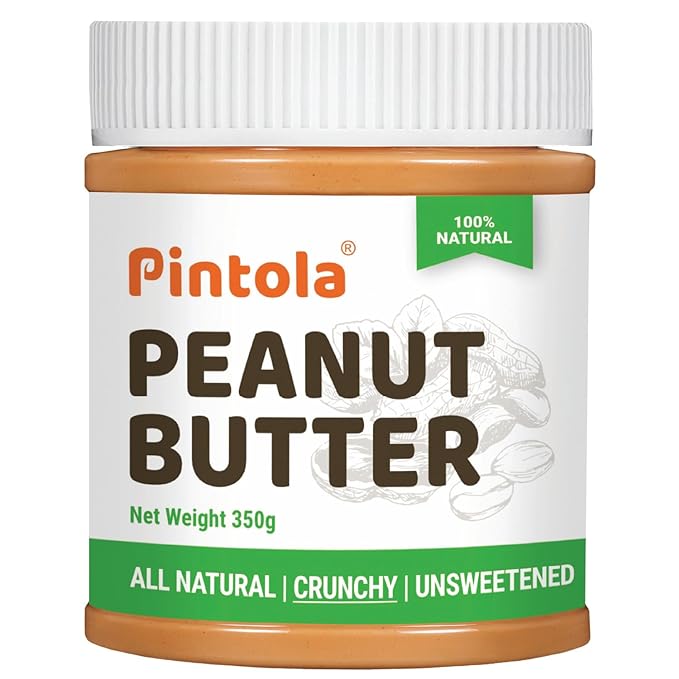 100%
NATURAL
Pintola®
PEANUT
BUTTER
Net Weight 350g
ALL NATURAL | CRUNCHY | UNSWEETENED